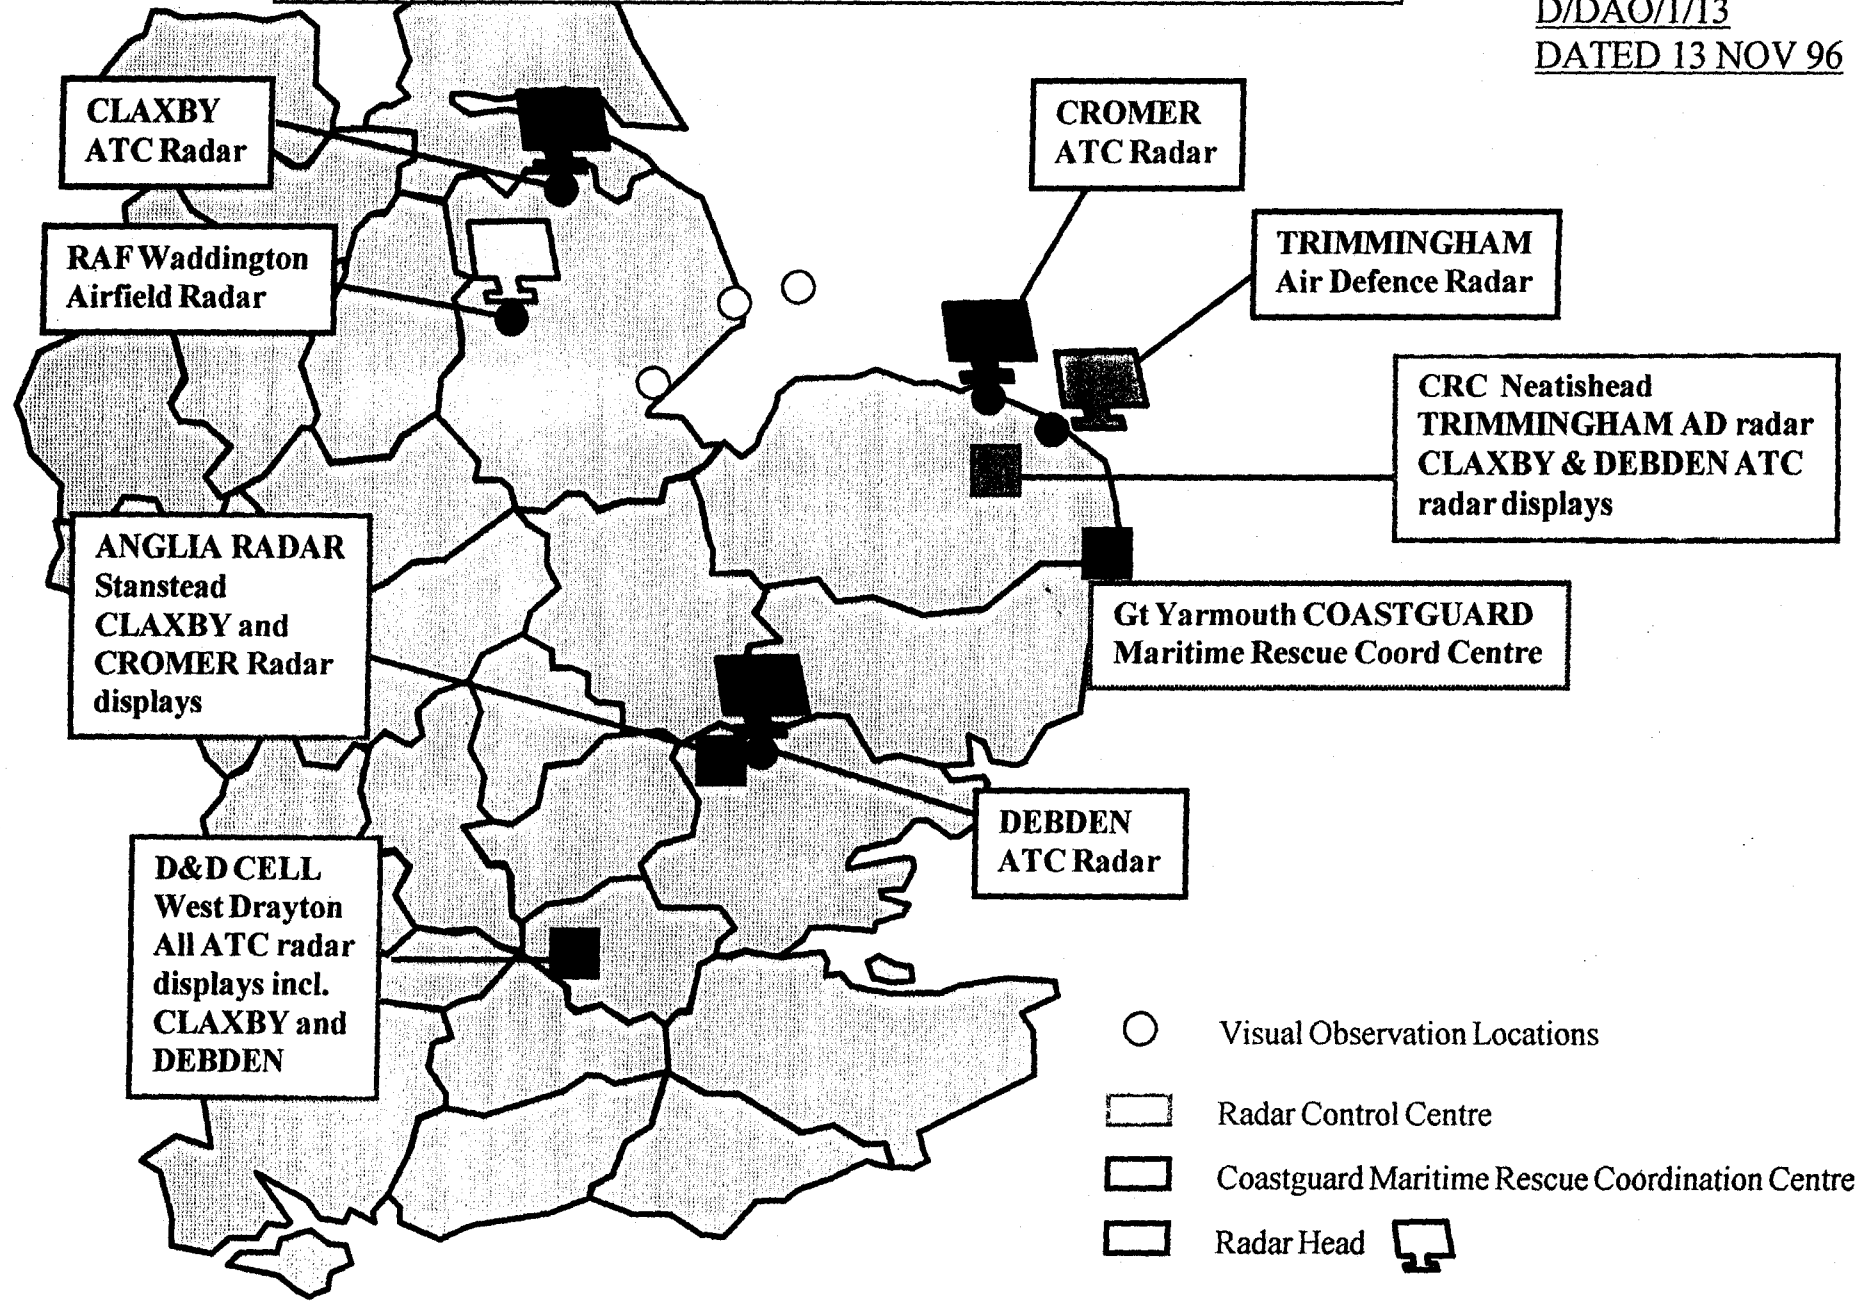 D/DAO/1/13
DATED 13 NOV 96
CLAXBY
ATC Radar
CROMER
ATC Radar
RAF Waddington
Airfield Radar
TRIMMINGHAM
Air Defence Radar
CRC Neatishead
TRIMMINGHAM AD radar
CLAXBY & DEBDEN ATC
radar displays
ANGLIA RADAR
Stanstead
CLAXBY and
CROMER Radar
displays
Gt Yarmouth COASTGUARD
Maritime Rescue Coord Centre
DEBDEN
ATC Radar
D&D CELL
West Drayton
All ATC radar
displays incl.
CLAXBY and
DEBDEN
Visual Observation Locations
Radar Control Centre
Coastguard Maritime Rescue Coordination Centre
Radar Head